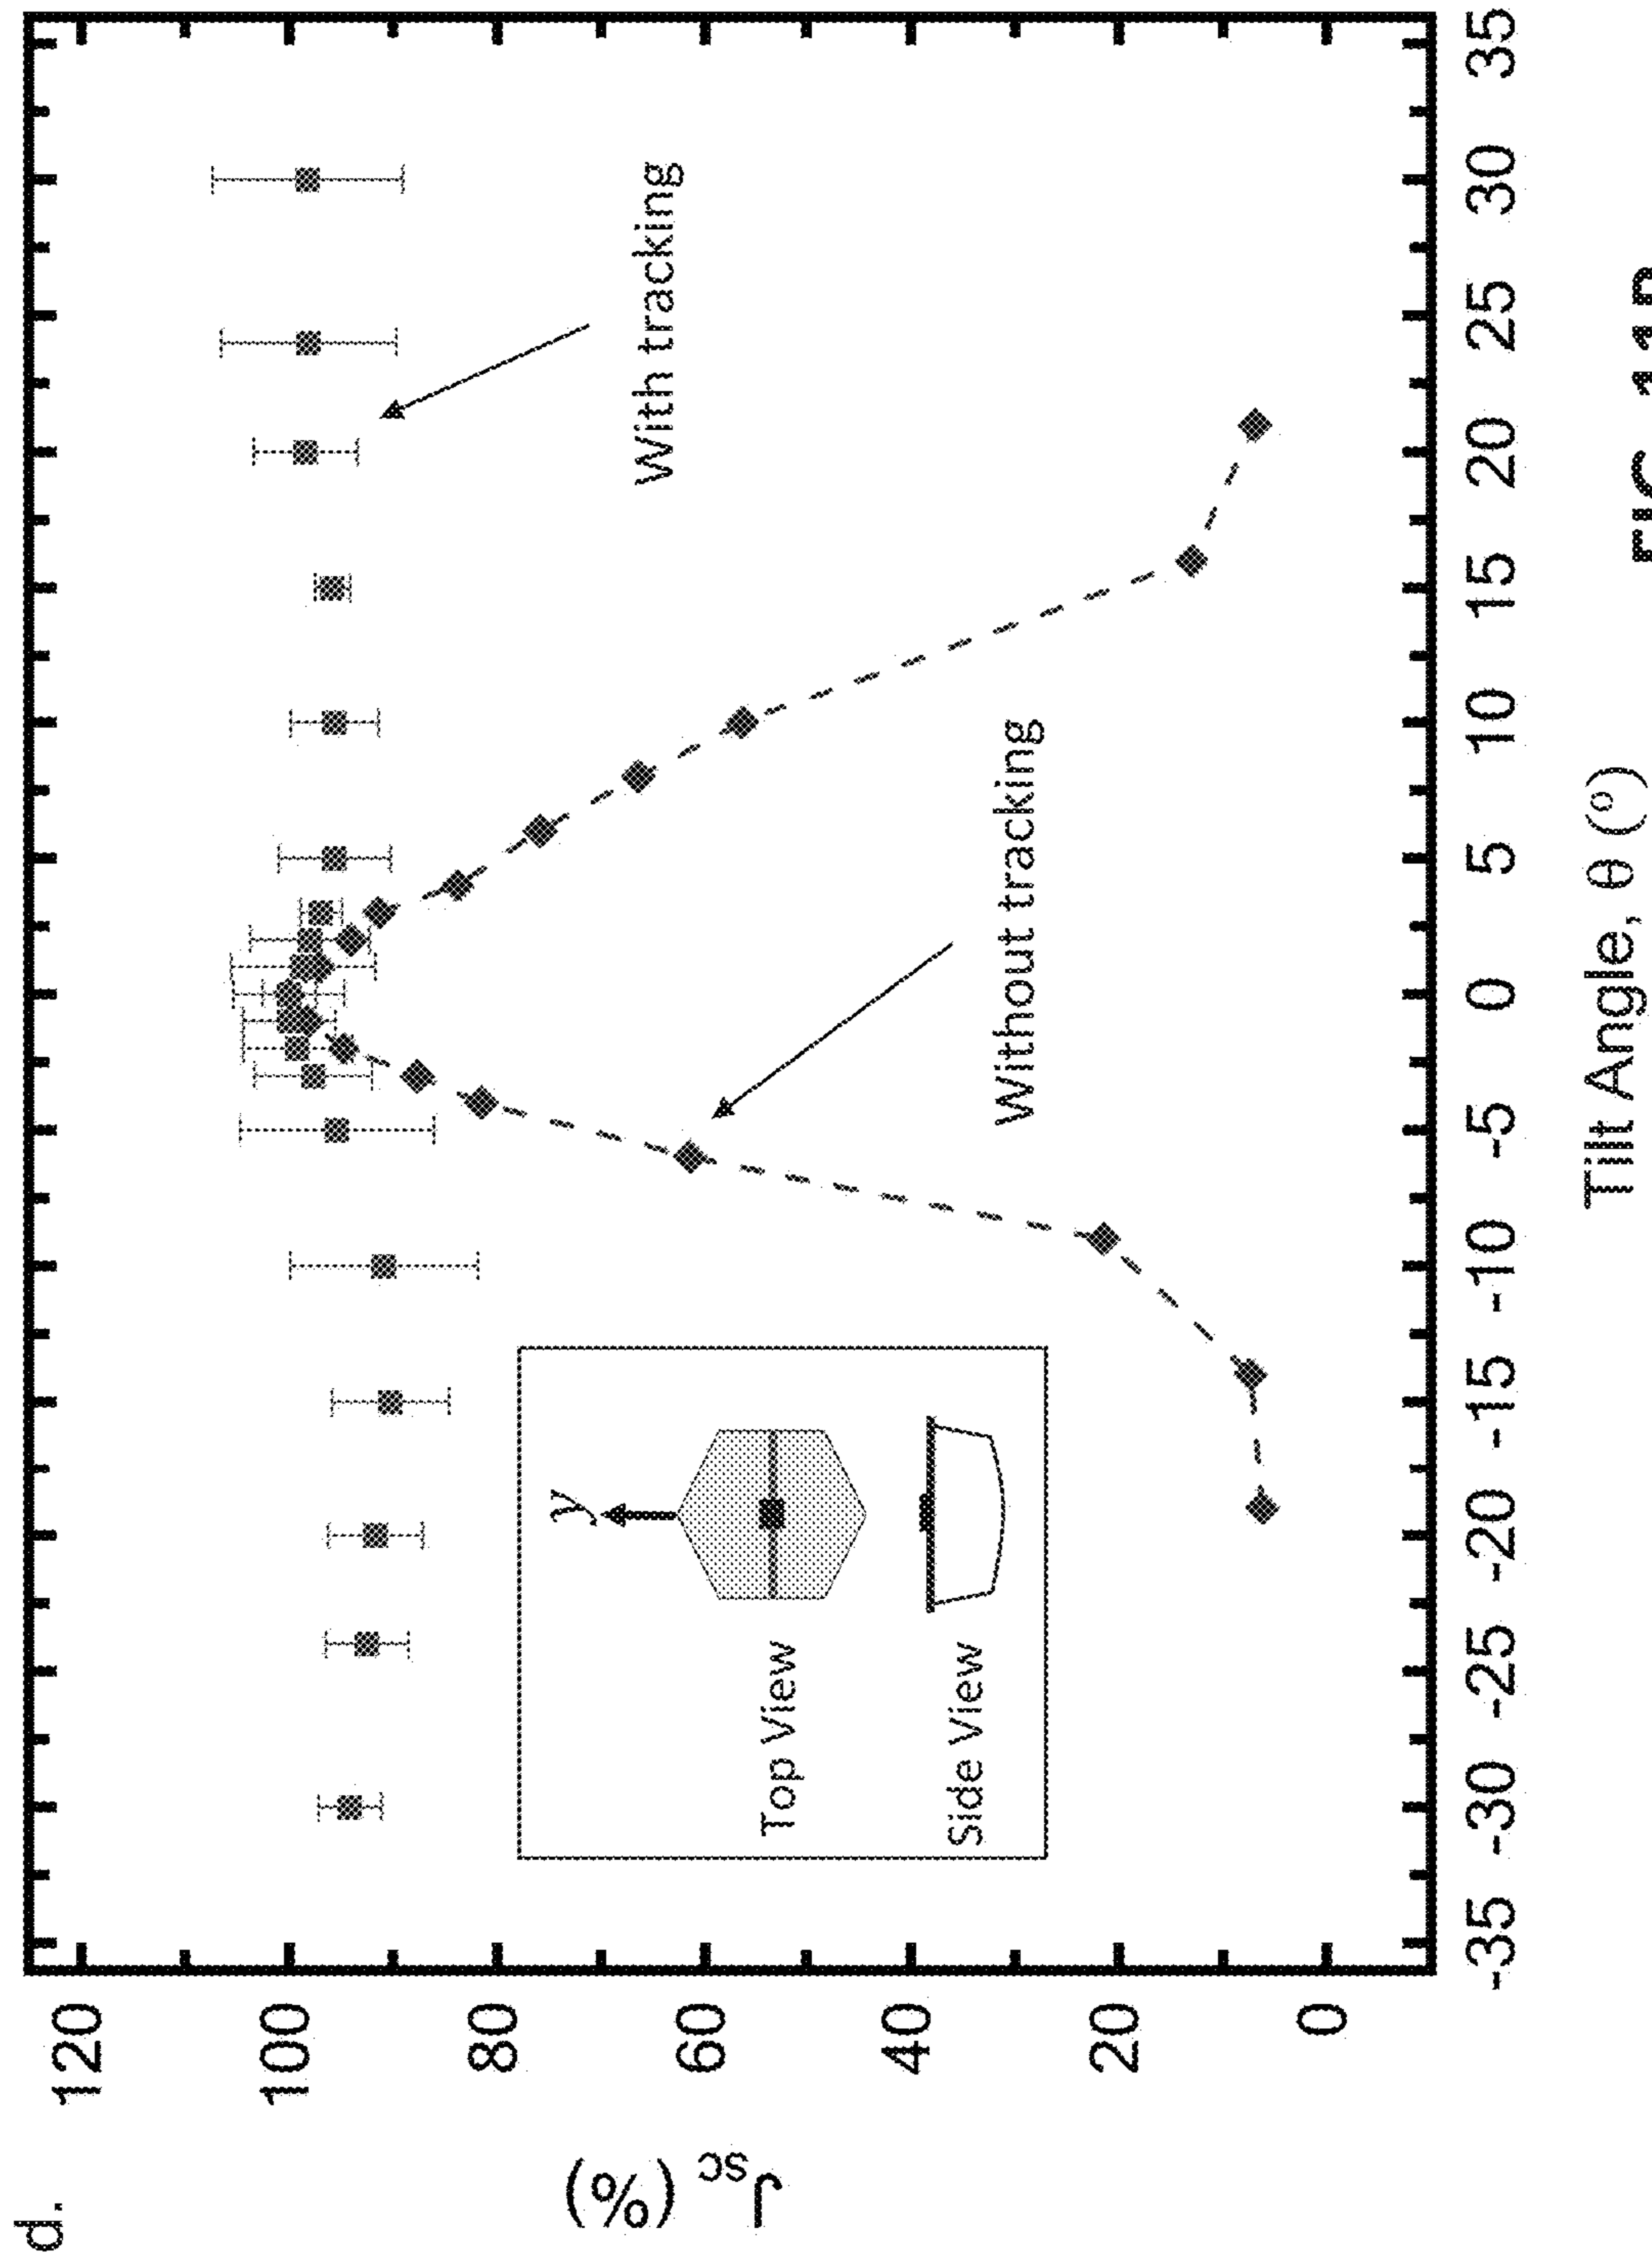 d.
J_SC (%)
120
100
80
60
40
20
0
With tracking
Without tracking
y
Top View
Side View
-35 -30 -25 -20 -15 -10 -5 0 5 10 15 20 25 30 35
Tilt Angle, θ (°)